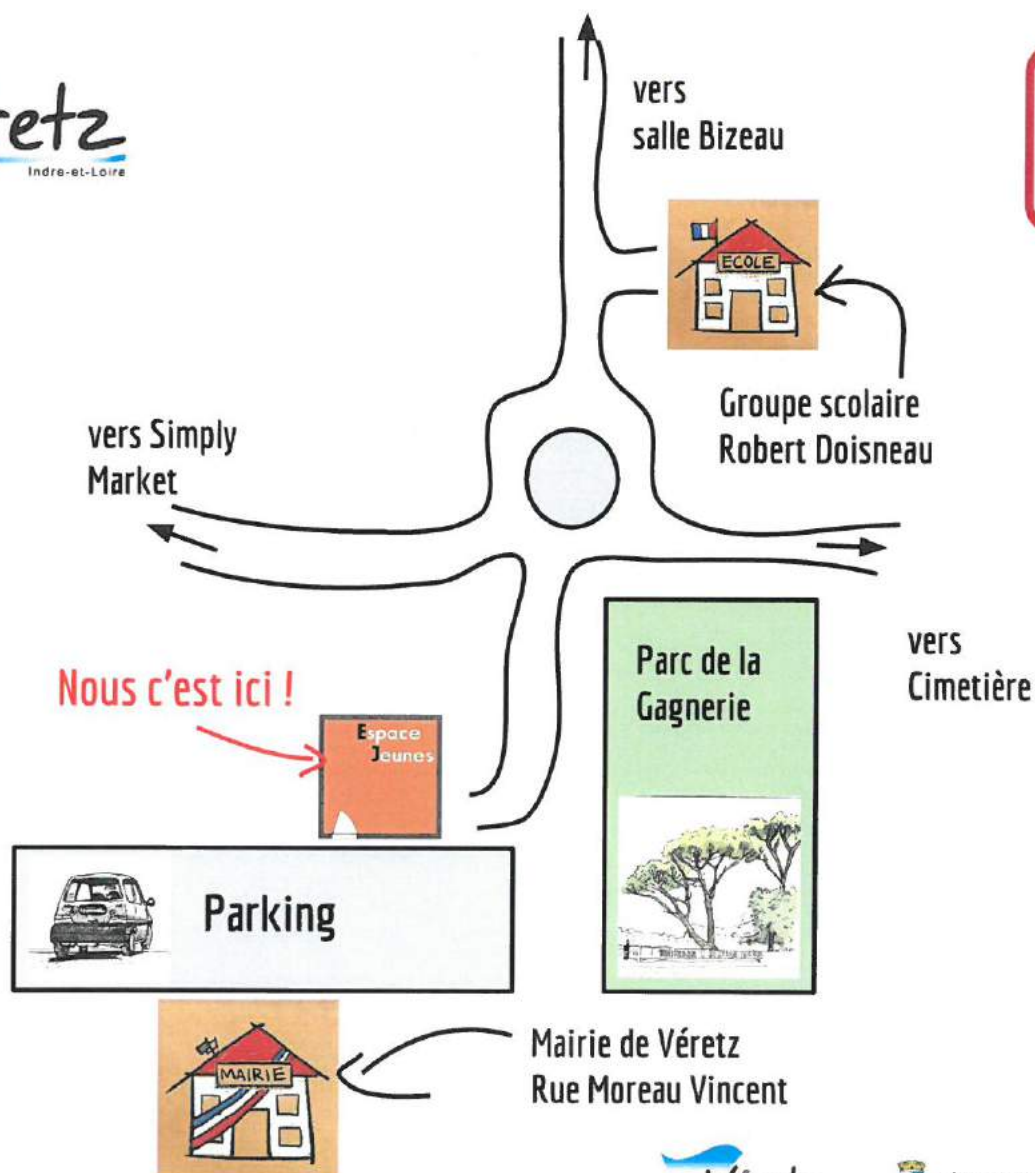 Indre-et-Loire
vers
salle Bizeau
ECOLE
Groupe scolaire
Robert Doisneau
vers Simply
Market
vers
Cimetière
Parc de la
Gagnerie
Nous c'est ici !
Espace
Jeunes
Parking
MAIRIE
Mairie de Véretz
Rue Moreau Vincent